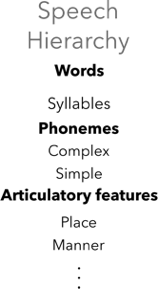 Speech
Hierarchy
Words
Syllables
Phonemes
Complex
Simple
Articulatory features
Place
Manner
⋮